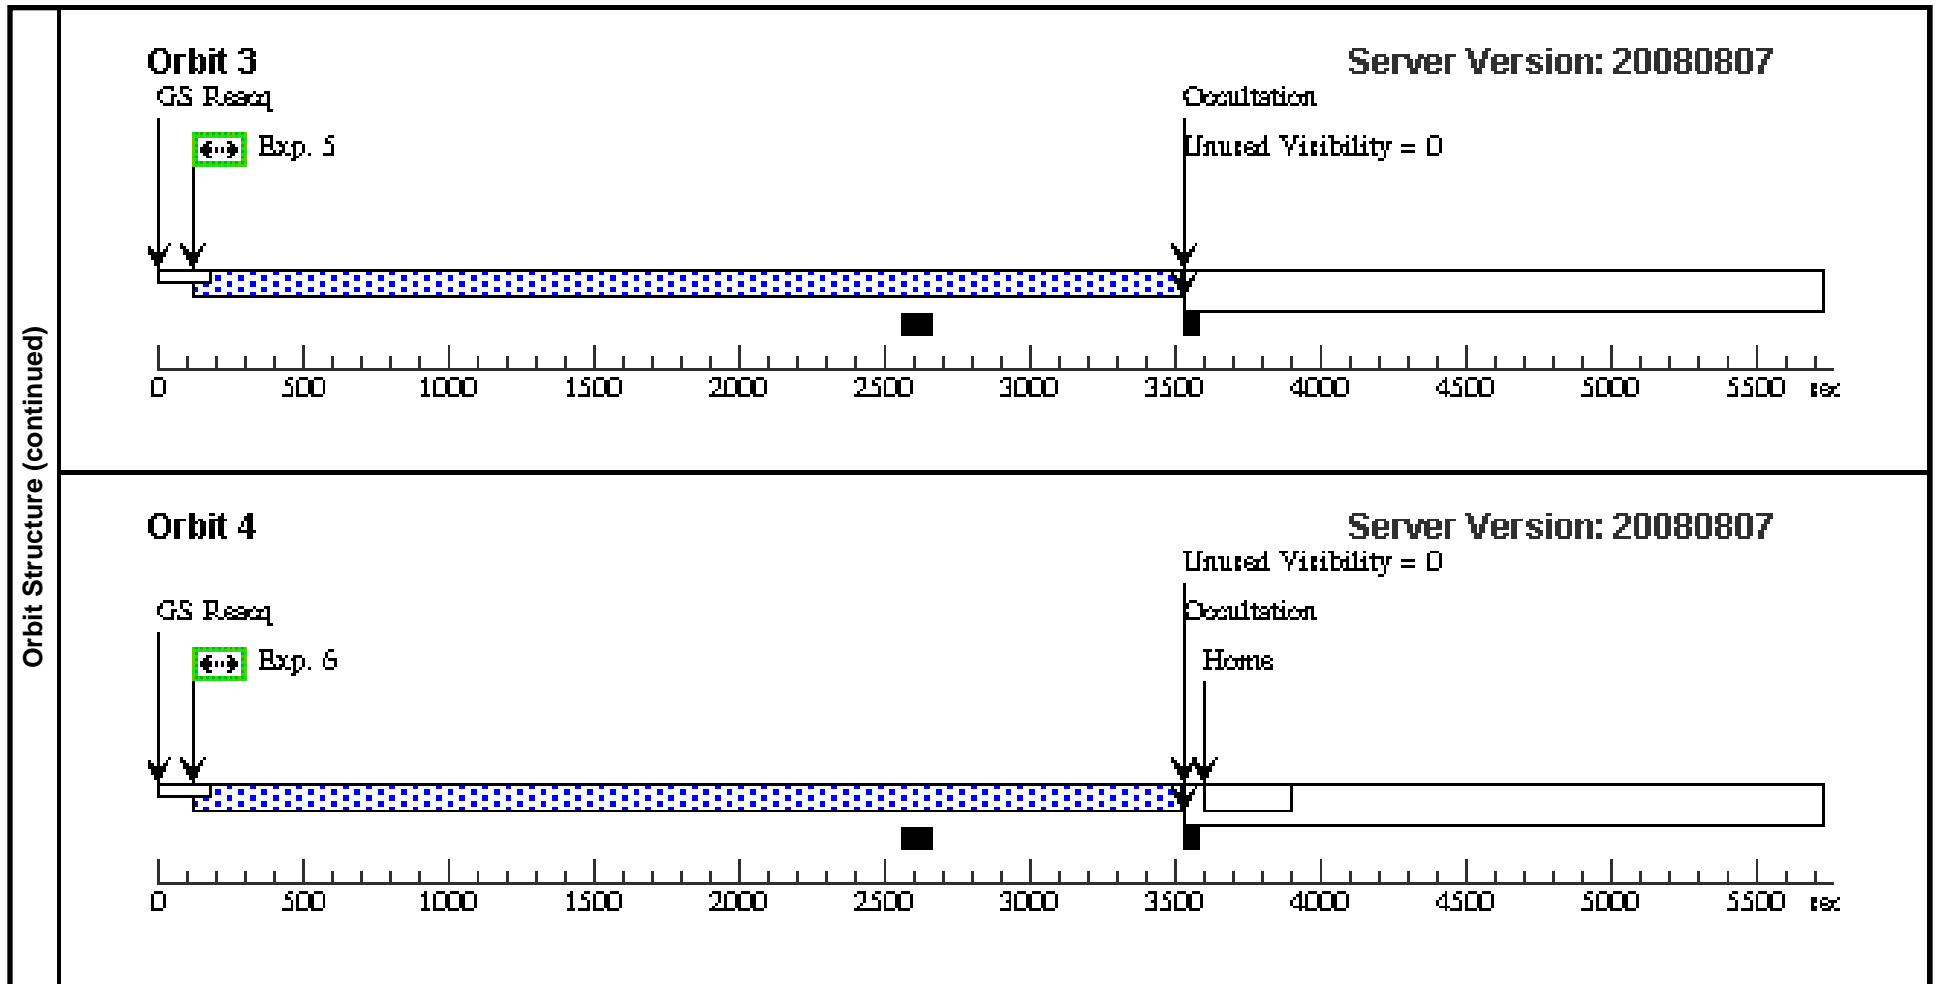 Orbit Structure (continued)
Orbit 3
Server Version: 20080807
GS Reacq
Occultation
Exp. 5
Unused Visibility = 0
0 500 1000 1500 2000 2500 3000 3500 4000 4500 5000 5500 sec
Orbit 4
Server Version: 20080807
Unused Visibility = 0
GS Reacq
Occultation
Exp. 6
Home
0 500 1000 1500 2000 2500 3000 3500 4000 4500 5000 5500 sec